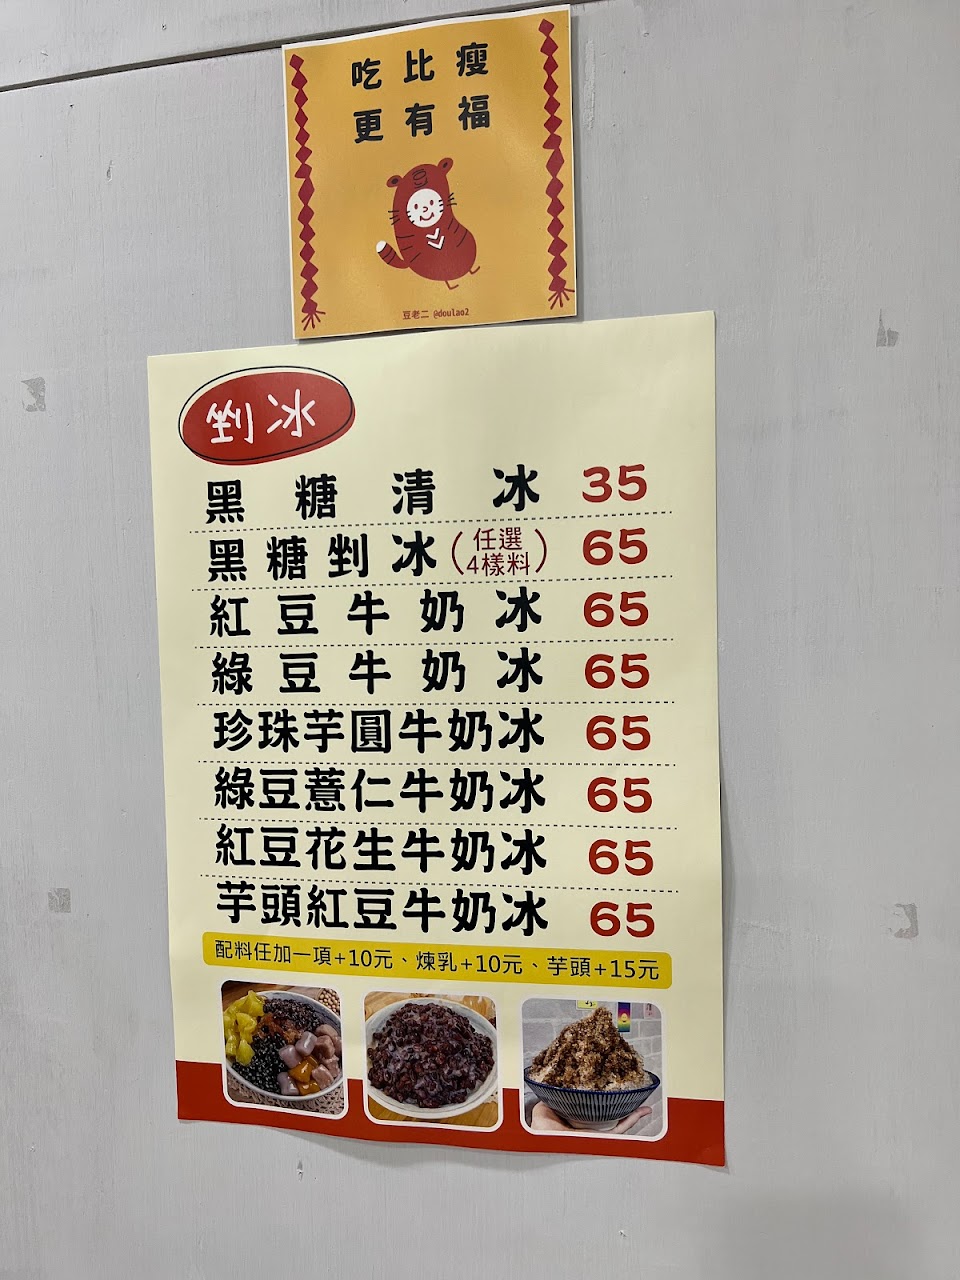 吃比瘦
更有福
豆老二 @doulao2
剉冰
黑糖清冰 35
黑糖剉冰(任選4樣料) 65
紅豆牛奶冰 65
綠豆牛奶冰 65
珍珠芋圓牛奶冰 65
綠豆薏仁牛奶冰 65
紅豆花生牛奶冰 65
芋頭紅豆牛奶冰 65
配料任加一項+10元、煉乳+10元、芋頭+15元